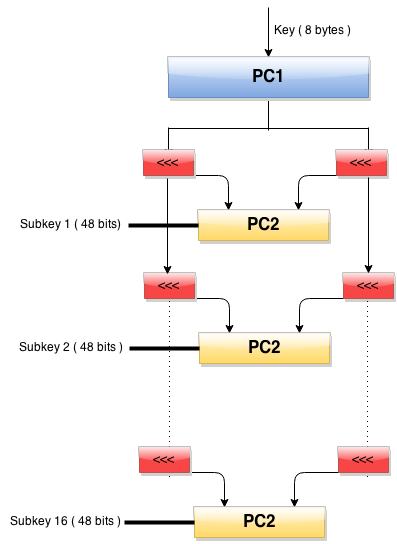 Key ( 8 bytes )
PC1
<<<
<<<
Subkey 1 ( 48 bits)
PC2
<<<
<<<
Subkey 2 ( 48 bits )
PC2
<<<
<<<
Subkey 16 ( 48 bits )
PC2